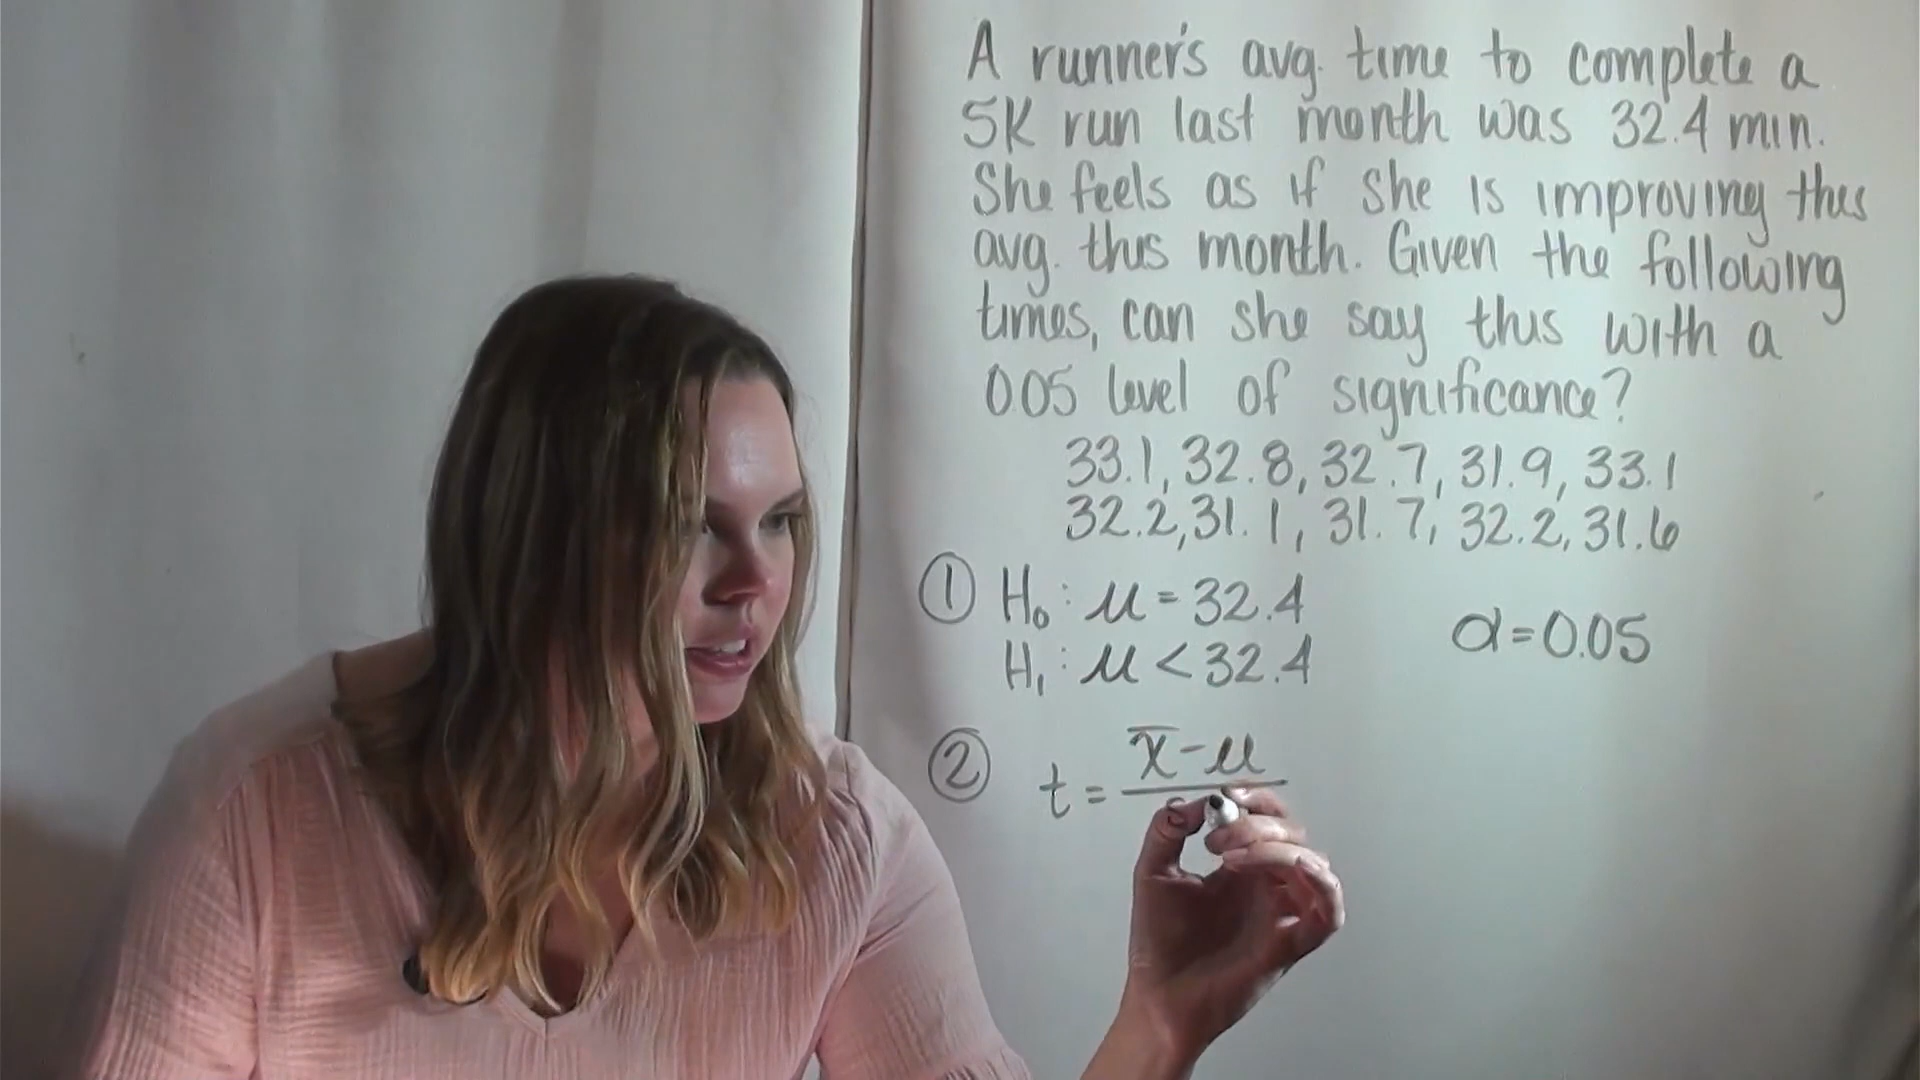 A runner's avg. time to complete a
5K run last month was 32.4 min.
She feels as if she is improving this
avg. this month. Given the following
times, can she say this with a
0.05 level of significance?
33.1, 32.8, 32.7, 31.9, 33.1
32.2, 31.1, 31.7, 32.2, 31.6
① H₀: μ = 32.4
α = 0.05
H₁: μ < 32.4
② t = x̄ - μ
s